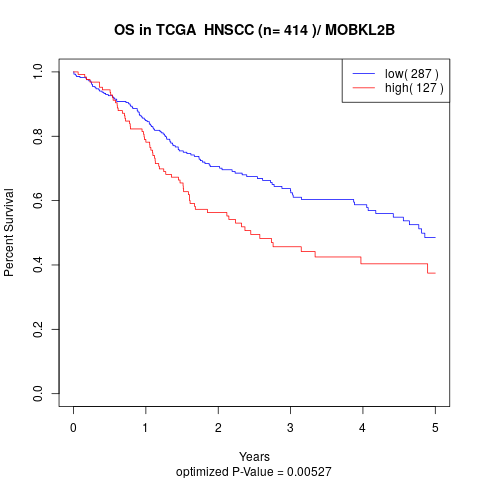 OS in TCGA HNSCC (n= 414 )/ MOBKL2B
low( 287 )
high( 127 )
Percent Survival
1.0
0.8
0.6
0.4
0.2
0.0
0 1 2 3 4 5
Years
optimized P-Value = 0.00527